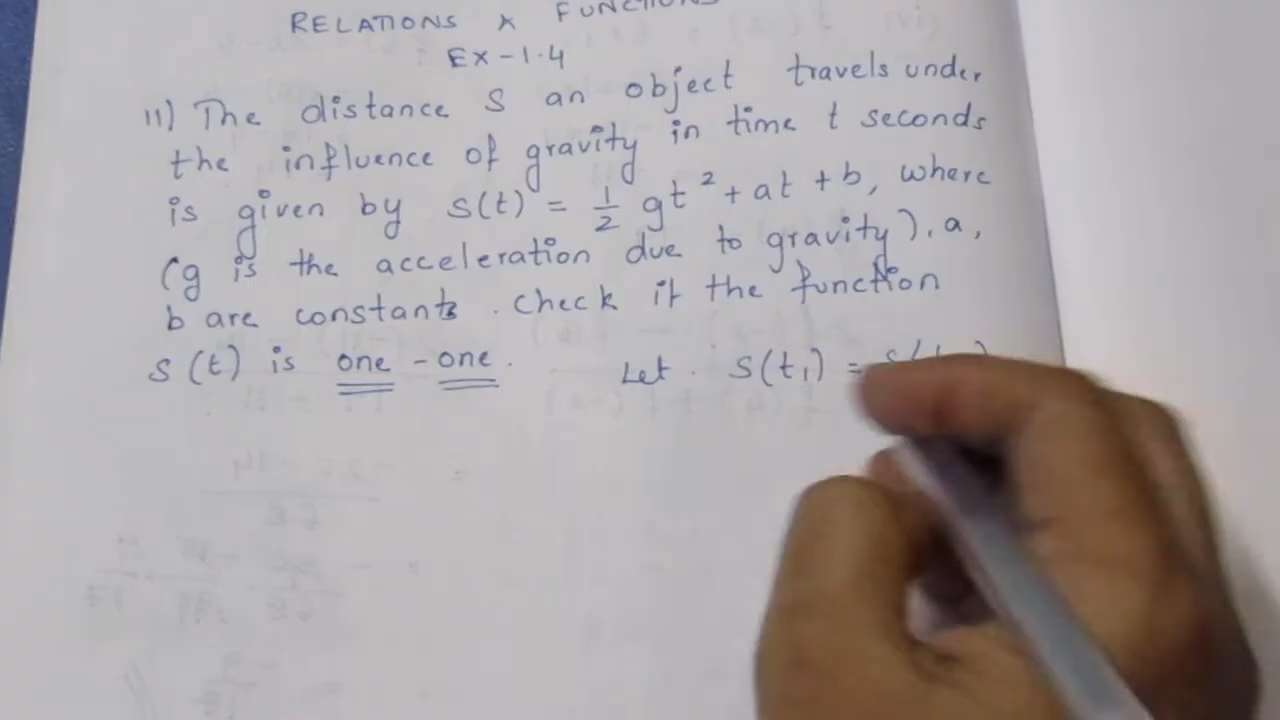 RELATIONS & FUNCTIONS
EX-1.4
11) The distance S an object travels under
the influence of gravity in time t seconds
is given by s(t) = 1/2 gt² + at + b, where
(g is the acceleration due to gravity), a,
b are constants. check if the function
s(t) is one-one. Let. s(t₁) =